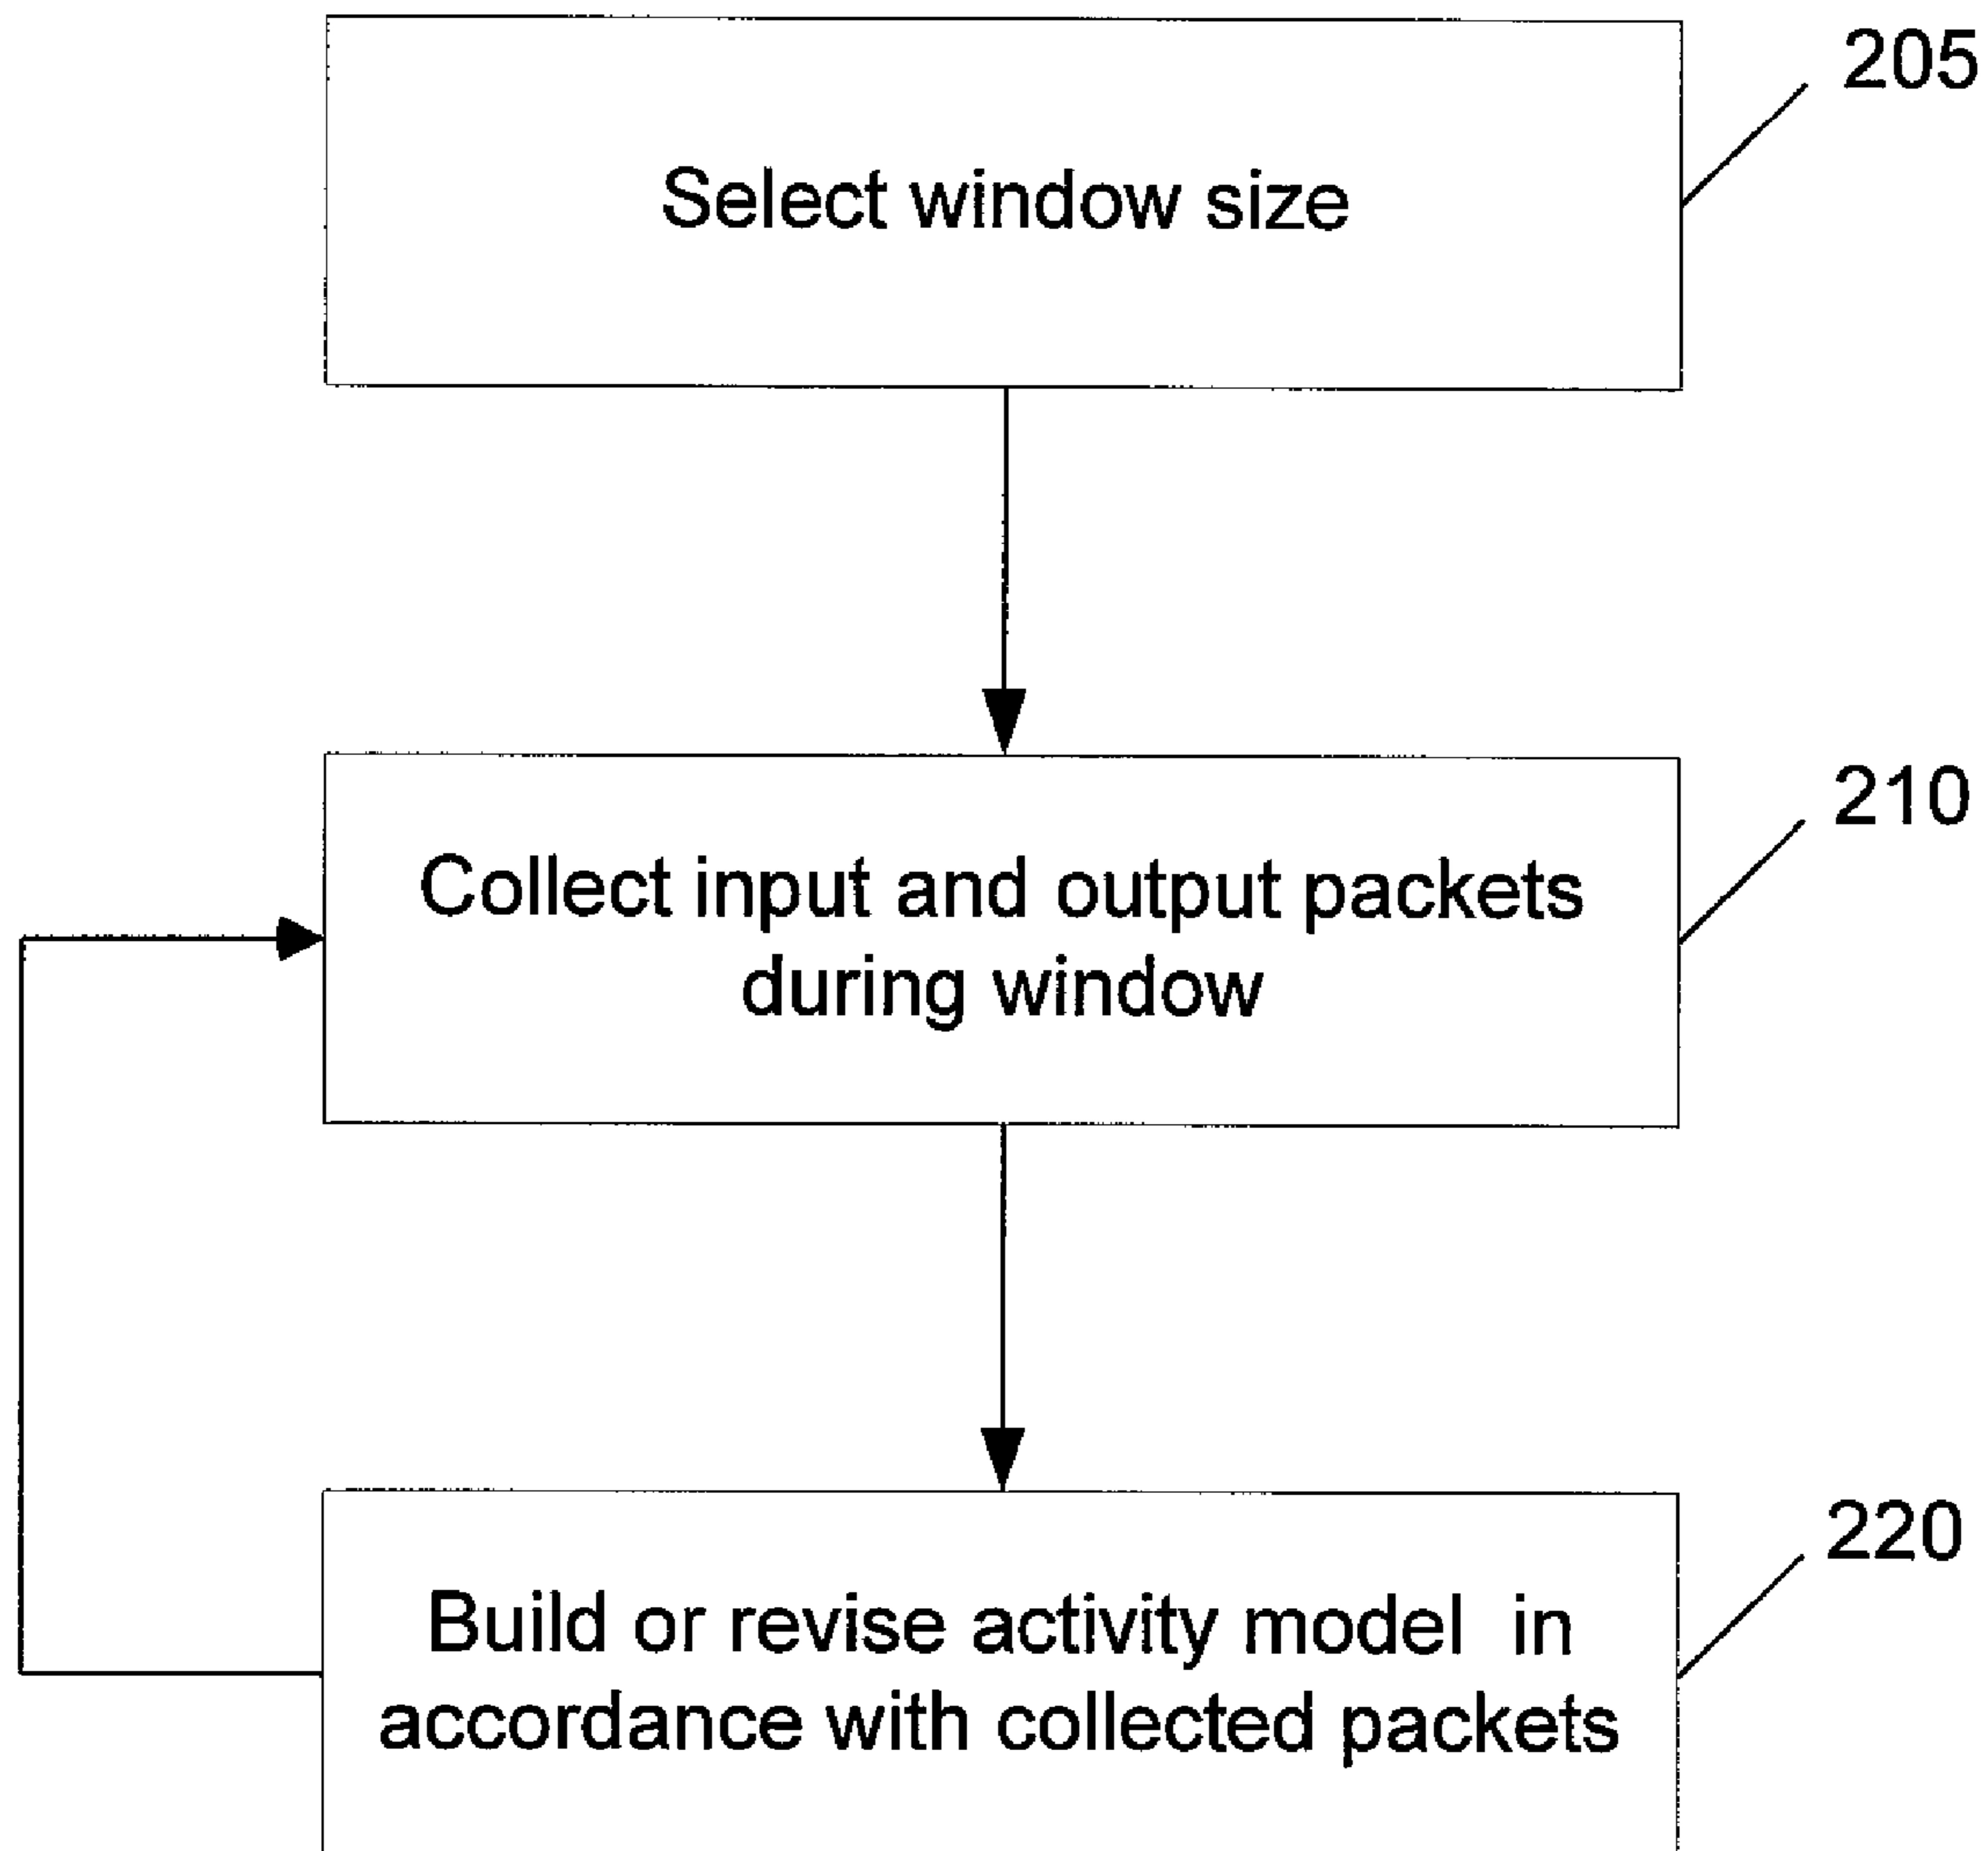 205
Select window size
210
Collect input and output packets
during window
220
Build or revise activity model in
accordance with collected packets